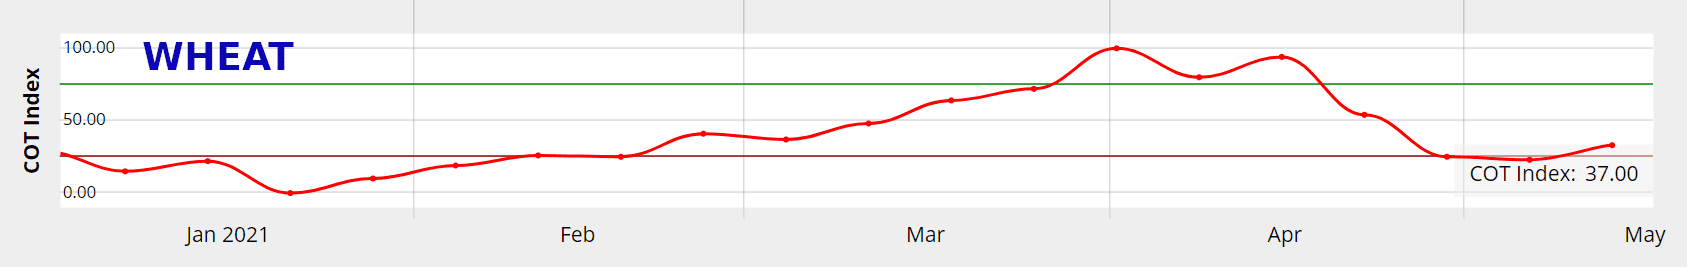 WHEAT
COT Index
100.00
50.00
0.00
COT Index: 37.00
Jan 2021
Feb
Mar
Apr
May